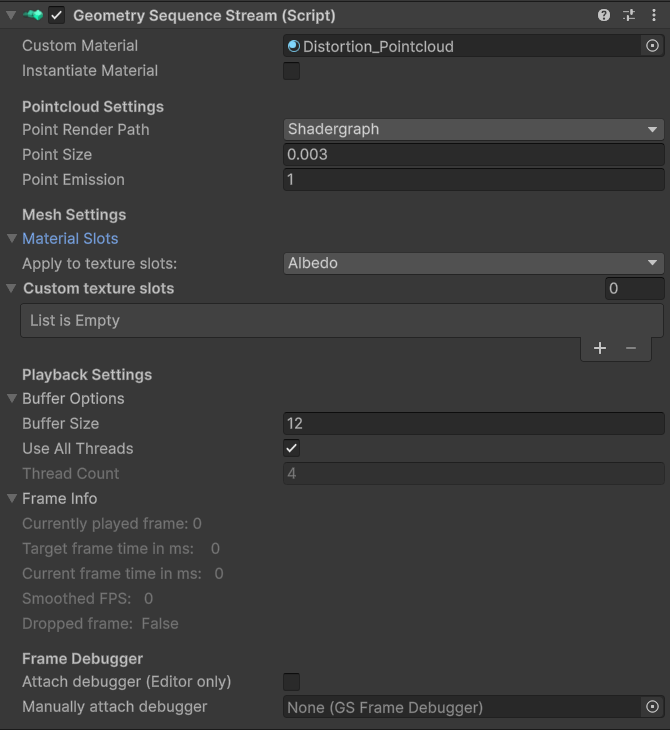 Geometry Sequence Stream (Script)
Custom Material Distortion_Pointcloud
Instantiate Material
Pointcloud Settings
Point Render Path Shadergraph
Point Size 0.003
Point Emission 1
Mesh Settings
Material Slots
Apply to texture slots: Albedo
Custom texture slots 0
List is Empty
+ −
Playback Settings
Buffer Options
Buffer Size 12
Use All Threads
Thread Count 4
Frame Info
Currently played frame: 0
Target frame time in ms: 0
Current frame time in ms: 0
Smoothed FPS: 0
Dropped frame: False
Frame Debugger
Attach debugger (Editor only)
Manually attach debugger None (GS Frame Debugger)